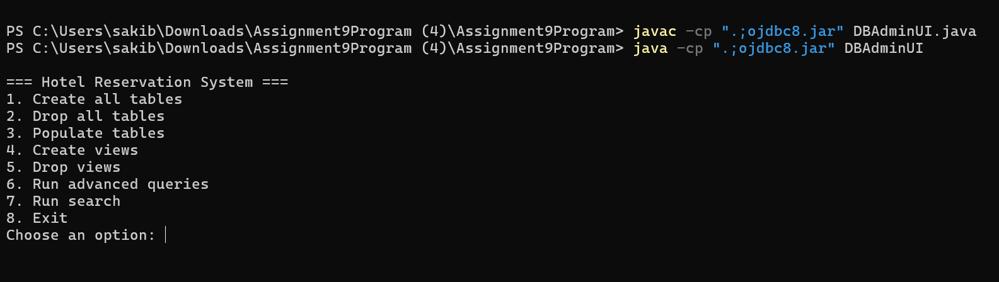 PS C:\Users\sakib\Downloads\Assignment9Program (4)\Assignment9Program> javac -cp ".;ojdbc8.jar" DBAdminUI.java
PS C:\Users\sakib\Downloads\Assignment9Program (4)\Assignment9Program> java -cp ".;ojdbc8.jar" DBAdminUI
=== Hotel Reservation System ===
1. Create all tables
2. Drop all tables
3. Populate tables
4. Create views
5. Drop views
6. Run advanced queries
7. Run search
8. Exit
Choose an option: